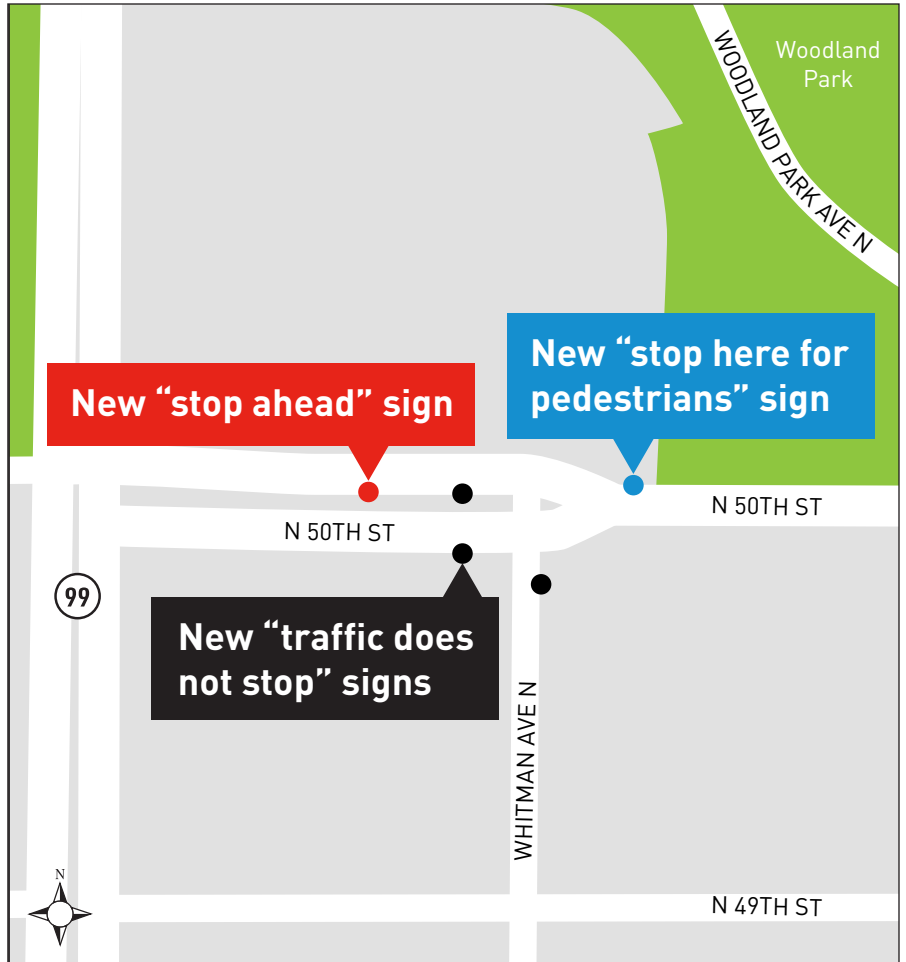 Woodland
Park
WOODLAND PARK AVE N
New “stop here for
pedestrians” sign
New “stop ahead” sign
N 50TH ST
N 50TH ST
99
New “traffic does
not stop” signs
WHITMAN AVE N
N
N 49TH ST